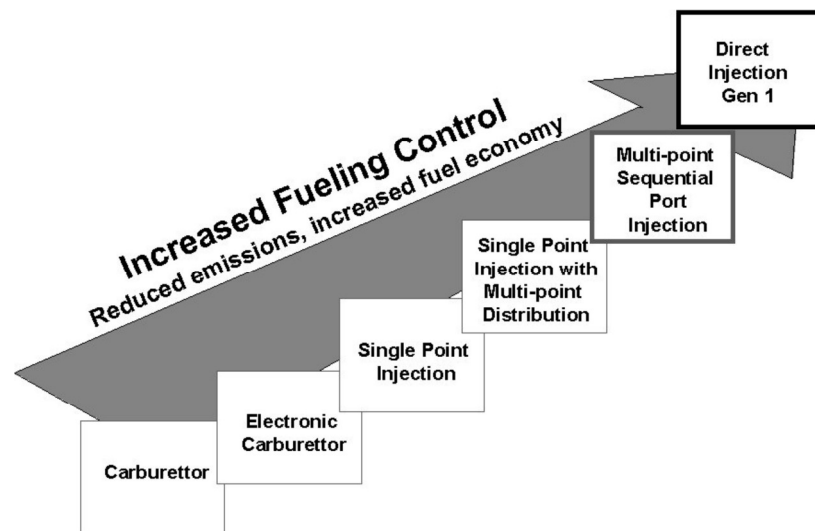 Direct
Injection
Gen 1
Increased Fueling Control
Reduced emissions, increased fuel economy
Multi-point
Sequential
Port
Injection
Single Point
Injection with
Multi-point
Distribution
Single Point
Injection
Electronic
Carburettor
Carburettor